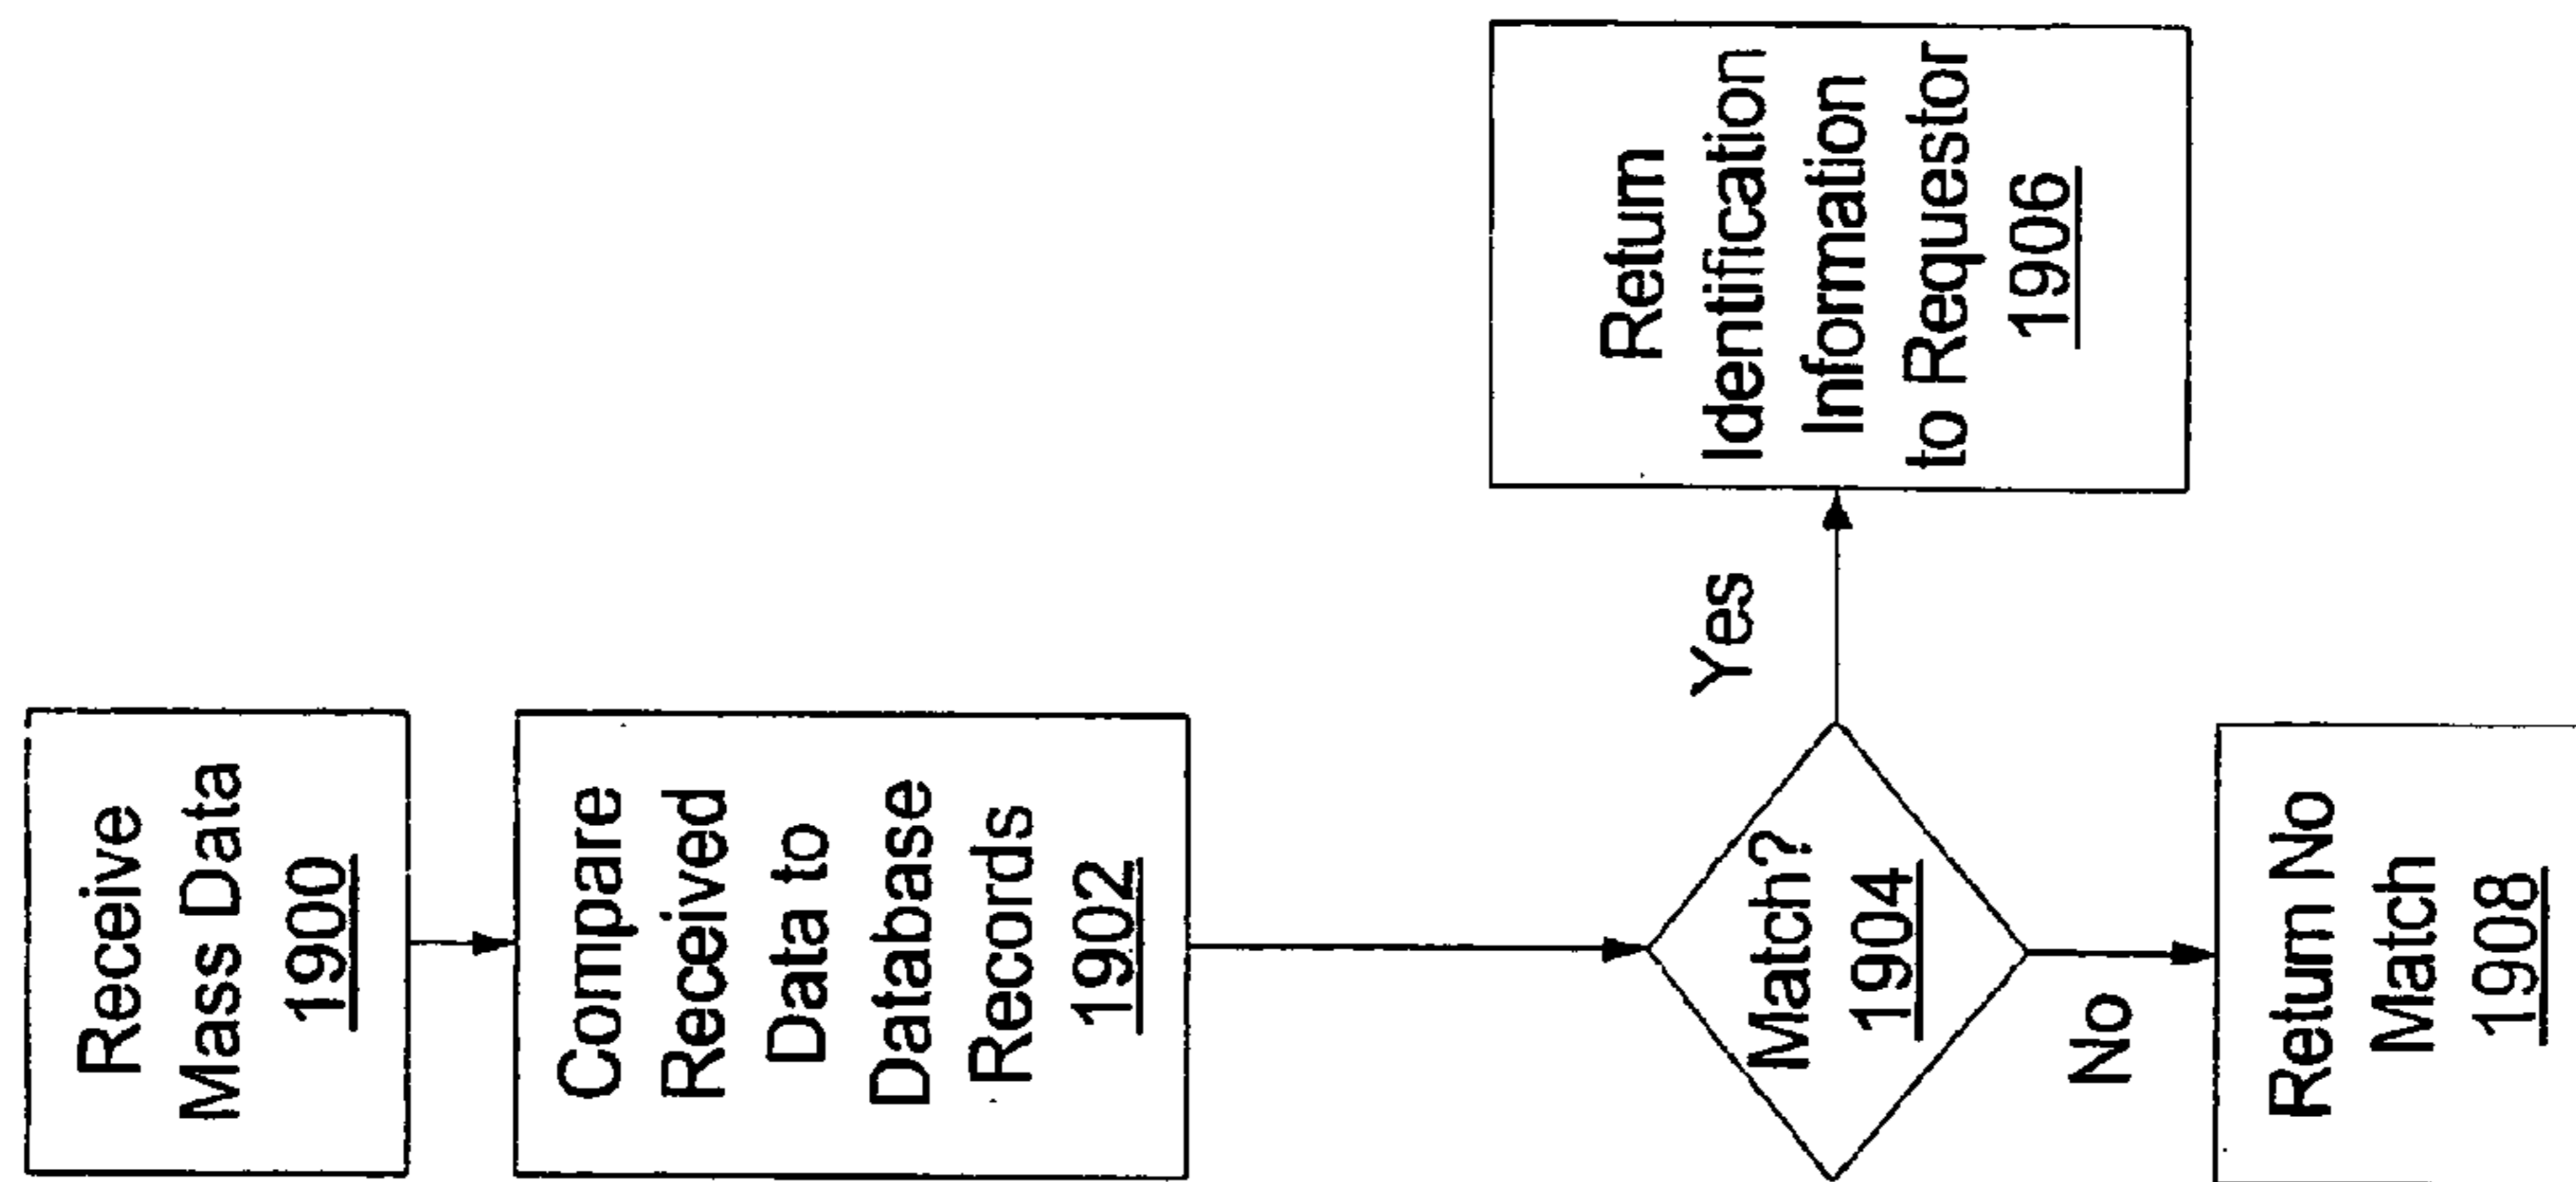 Receive
Mass Data
1900
Compare
Received
Data to
Database
Records
1902
Match?
1904
Yes
Return
Identification
Information
to Requestor
1906
No
Return No
Match
1908